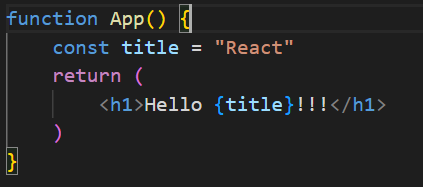 function App() {
    const title = "React"
    return (
        <h1>Hello {title}!!!</h1>
    )
}